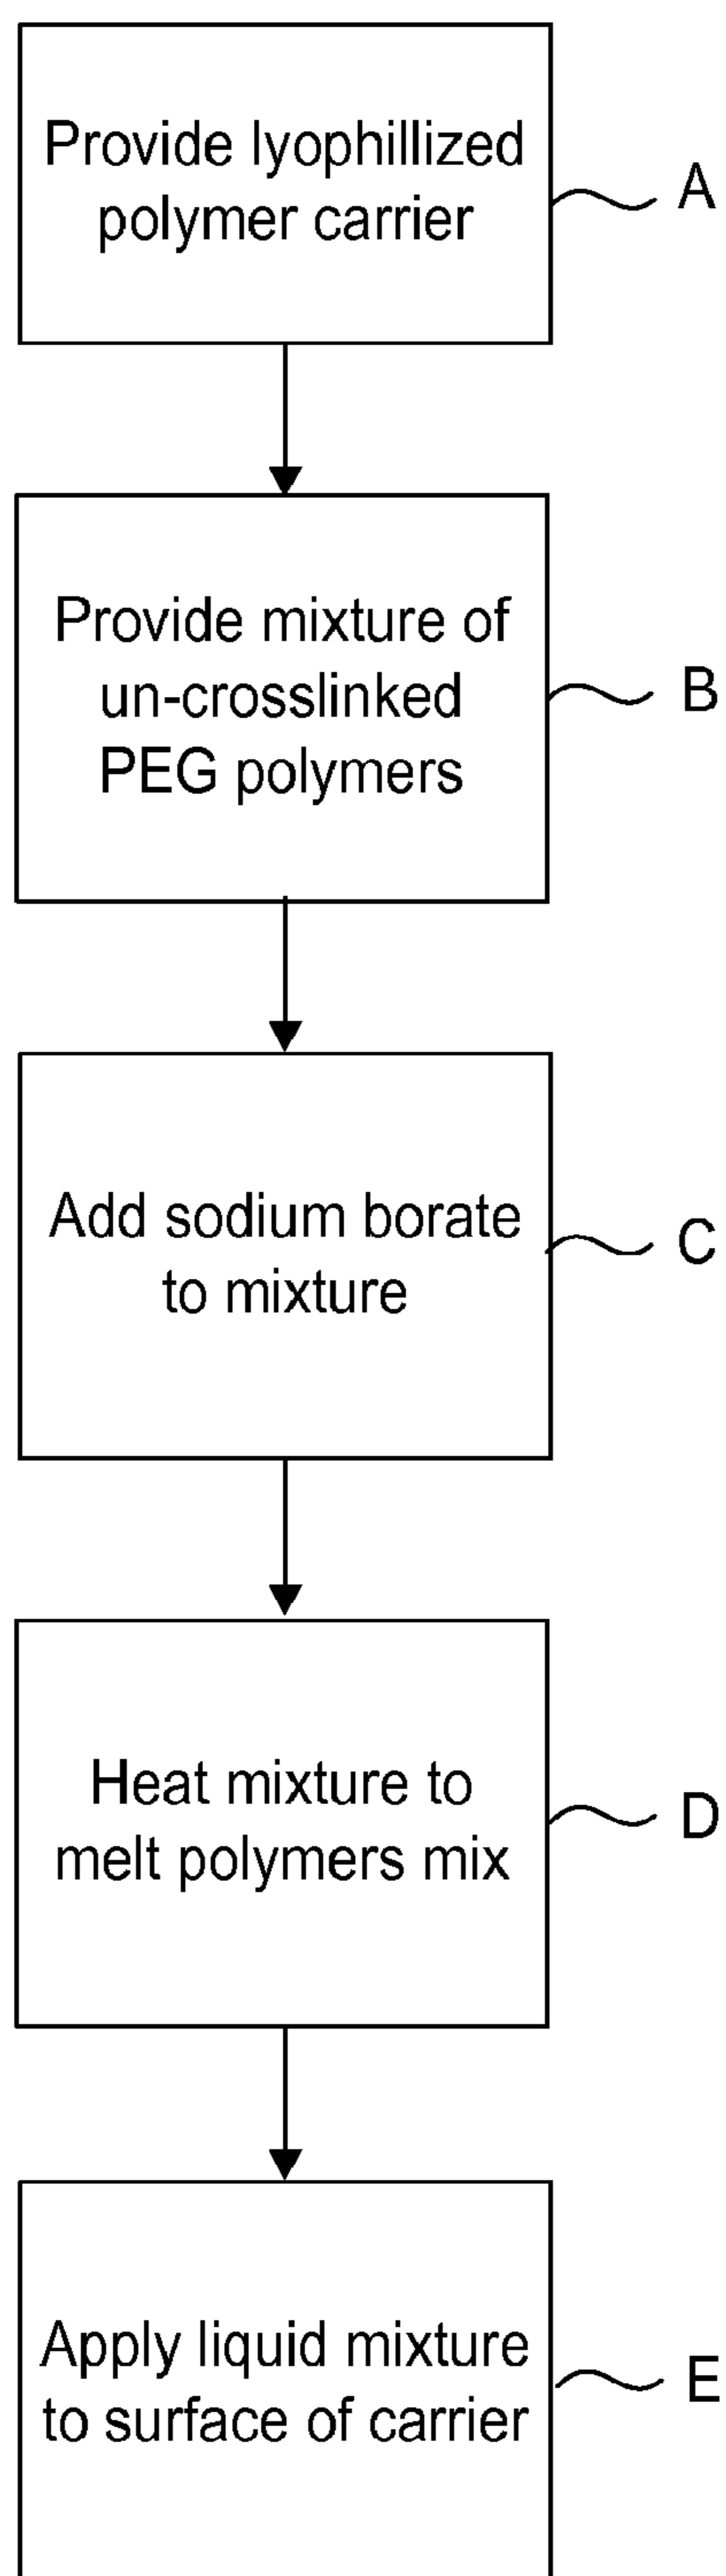 Provide lyophillized
polymer carrier
A
Provide mixture of
un-crosslinked
PEG polymers
B
Add sodium borate
to mixture
C
Heat mixture to
melt polymers mix
D
Apply liquid mixture
to surface of carrier
E